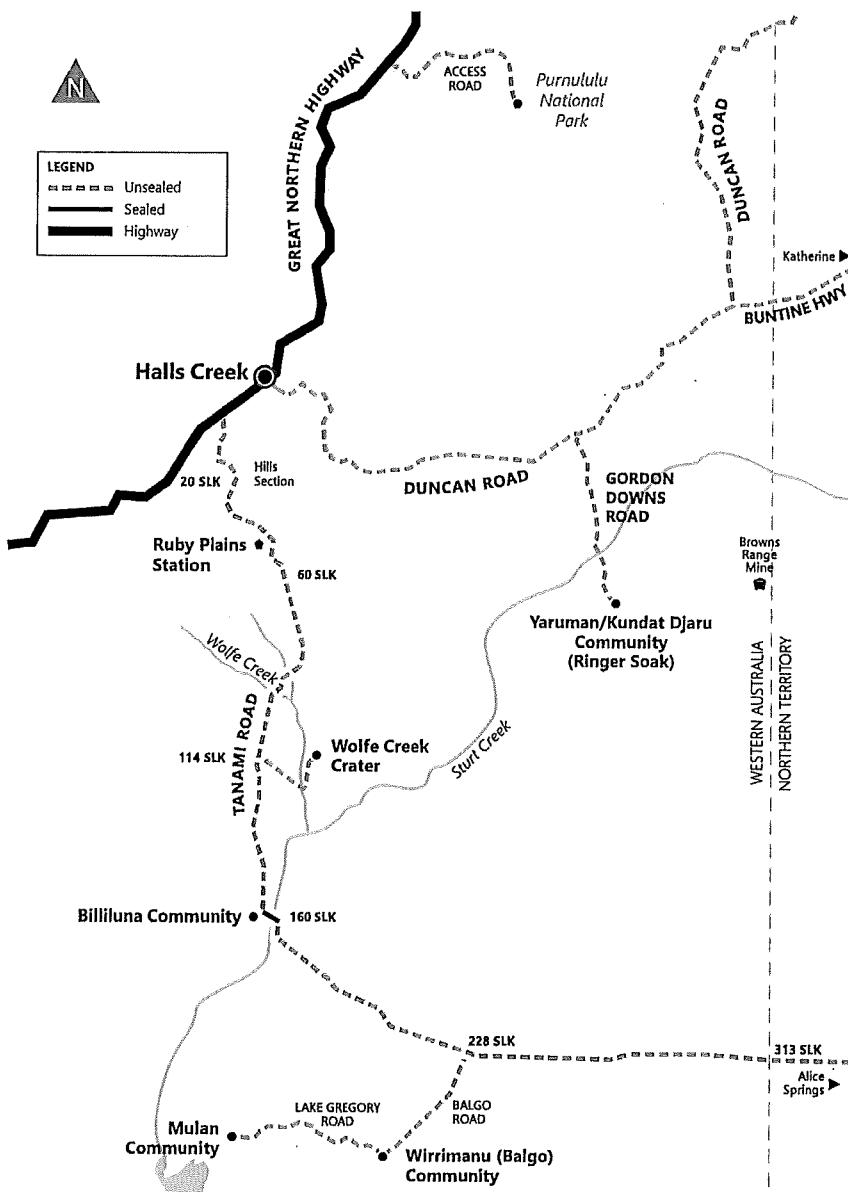 N
LEGEND
Unsealed
Sealed
Highway
GREAT NORTHERN HIGHWAY
ACCESS
ROAD
Purnululu
National
Park
DUNCAN ROAD
Katherine
BUNTINE HWY
Halls Creek
20 SLK
Hills
Section
DUNCAN ROAD
GORDON
DOWNS
ROAD
Ruby Plains
Station
60 SLK
Browns
Range
Mine
Yaruman/Kundat Djaru
Community
(Ringer Soak)
Wolfe Creek
TANAMI ROAD
114 SLK
Wolfe Creek
Crater
Sturt Creek
WESTERN AUSTRALIA
NORTHERN TERRITORY
Billiluna Community
160 SLK
228 SLK
313 SLK
Alice
Springs
LAKE GREGORY
ROAD
BALGO
ROAD
Mulan
Community
Wirrimanu (Balgo)
Community